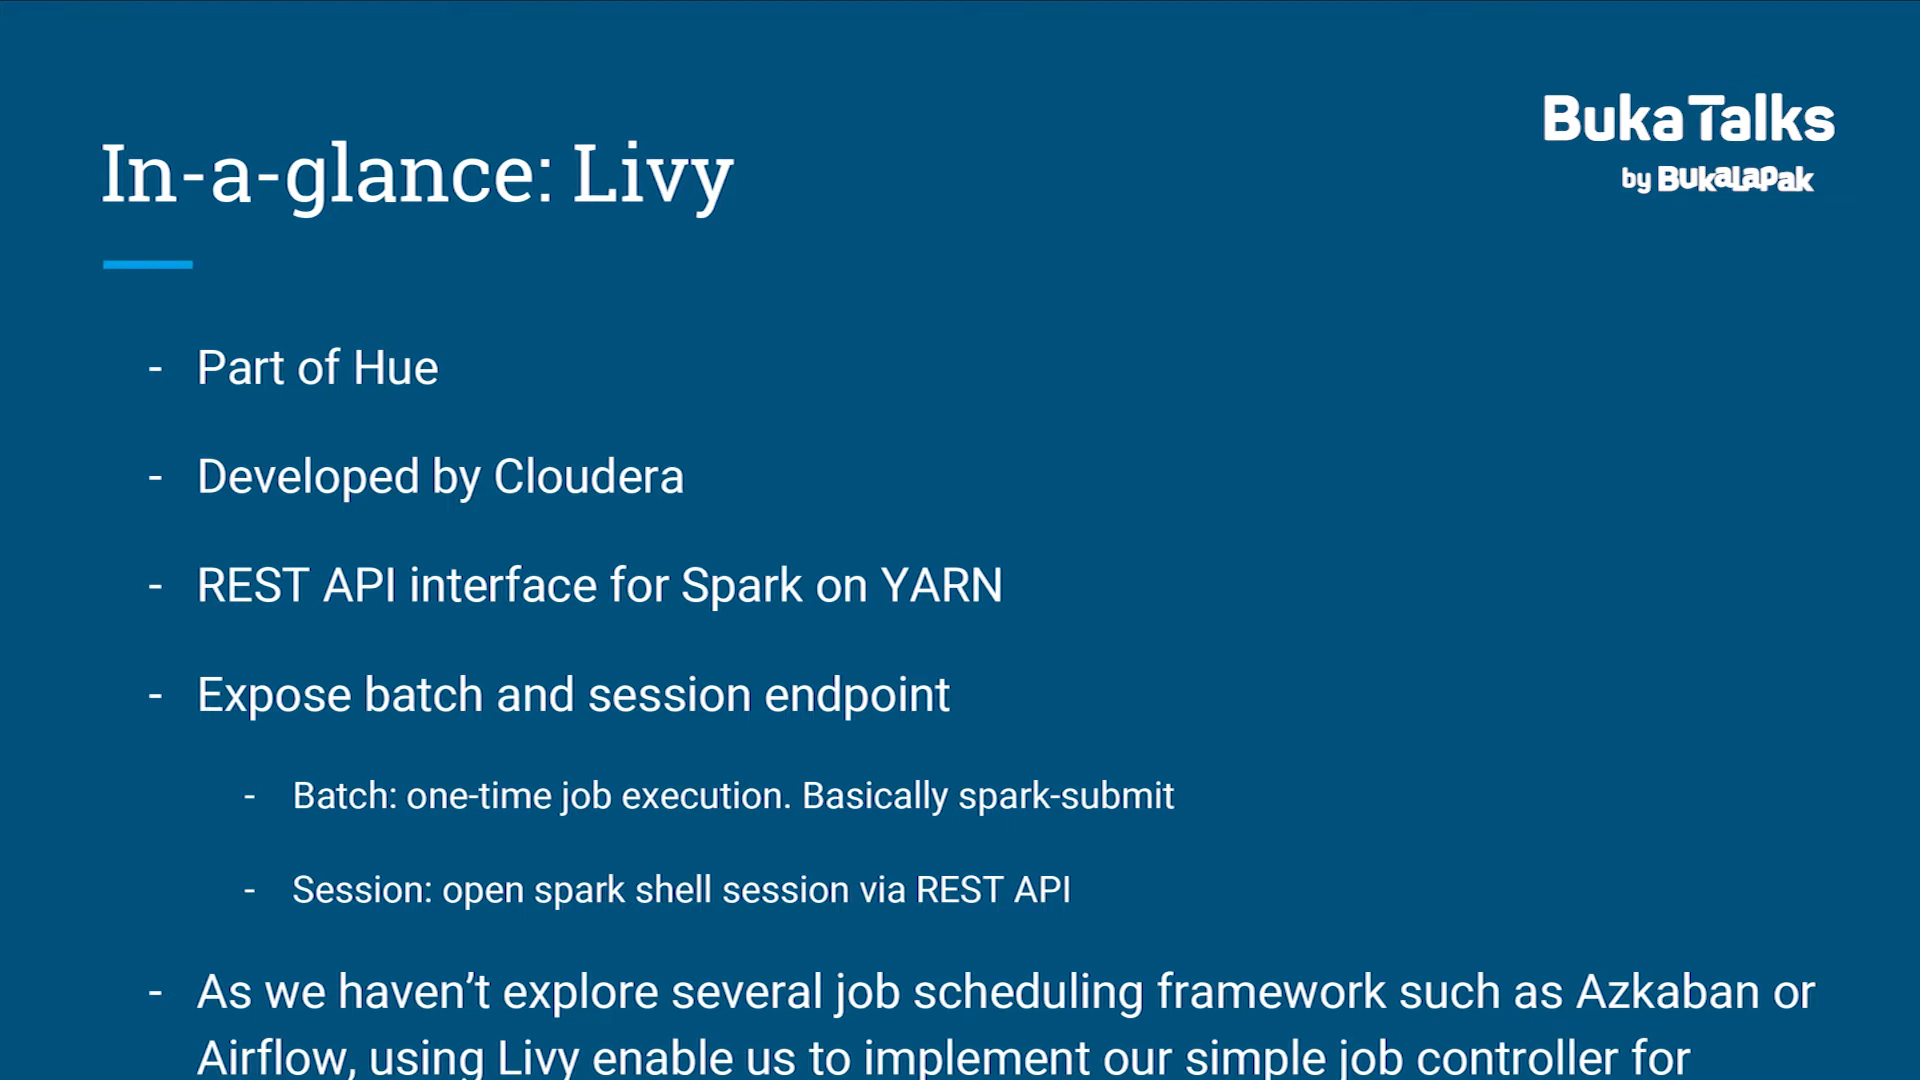 BukaTalks
by BukaLapak
In-a-glance: Livy
- Part of Hue
- Developed by Cloudera
- REST API interface for Spark on YARN
- Expose batch and session endpoint
- Batch: one-time job execution. Basically spark-submit
- Session: open spark shell session via REST API
- As we haven’t explore several job scheduling framework such as Azkaban or
Airflow, using Livy enable us to implement our simple job controller for